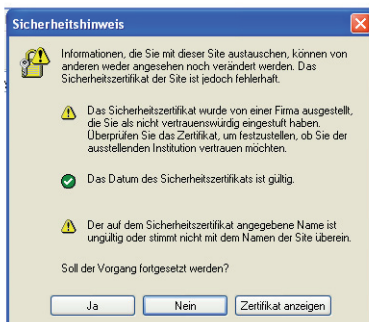 Sicherheitshinweis
Informationen, die Sie mit dieser Site austauschen, können von
anderen weder angesehen noch verändert werden. Das
Sicherheitszertifikat der Site ist jedoch fehlerhaft.
Das Sicherheitszertifikat wurde von einer Firma ausgestellt,
die Sie als nicht vertrauenswürdig eingestuft haben.
Überprüfen Sie das Zertifikat, um festzustellen, ob Sie der
ausstellenden Institution vertrauen möchten.
Das Datum des Sicherheitszertifikats ist gültig.
Der auf dem Sicherheitszertifikat angegebene Name ist
ungültig oder stimmt nicht mit dem Namen der Site überein.
Soll der Vorgang fortgesetzt werden?
Ja Nein Zertifikat anzeigen